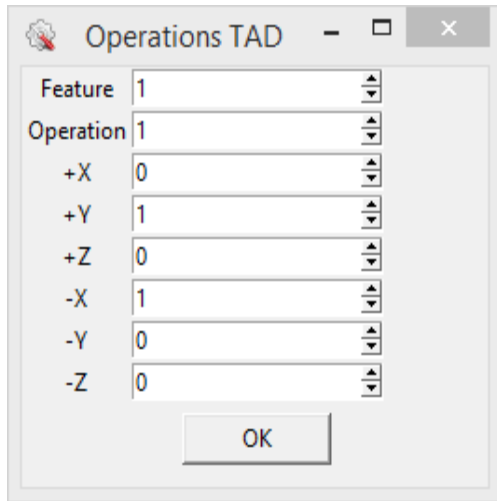 Operations TAD
Feature 1
Operation 1
+X 0
+Y 1
+Z 0
-X 1
-Y 0
-Z 0
OK